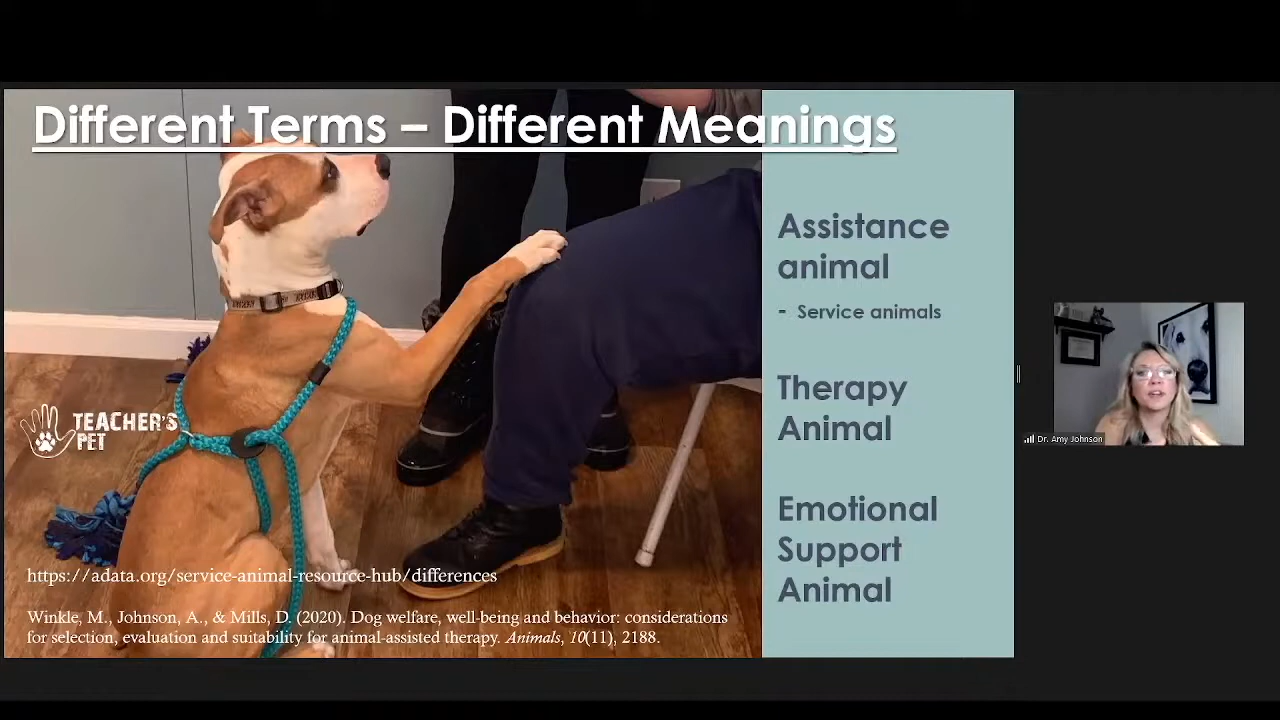 Different Terms – Different Meanings
Assistance
animal
- Service animals
Therapy
Animal
Emotional
Support
Animal
TEACHER'S
PET
https://adata.org/service-animal-resource-hub/differences
Winkle, M., Johnson, A., & Mills, D. (2020). Dog welfare, well-being and behavior: considerations
for selection, evaluation and suitability for animal-assisted therapy. Animals, 10(11), 2188.
Dr. Amy Johnson